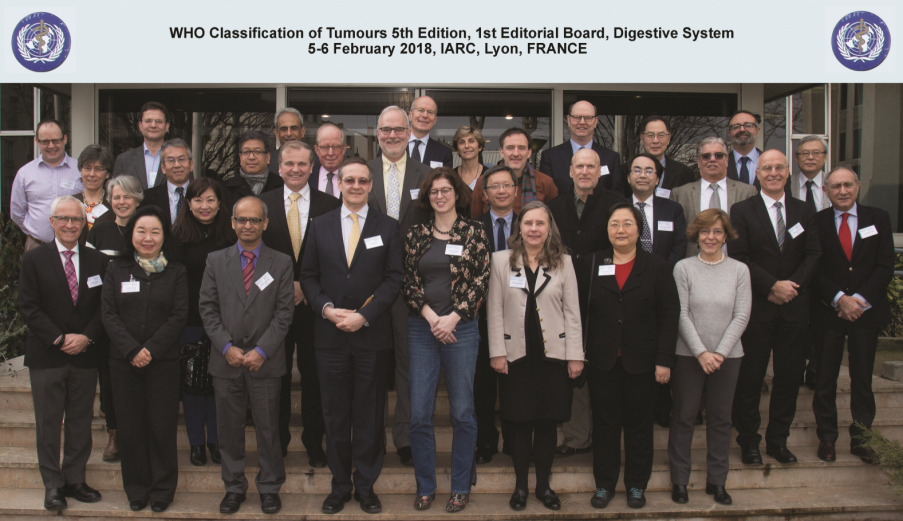 WHO Classification of Tumours 5th Edition, 1st Editorial Board, Digestive System
5-6 February 2018, IARC, Lyon, FRANCE